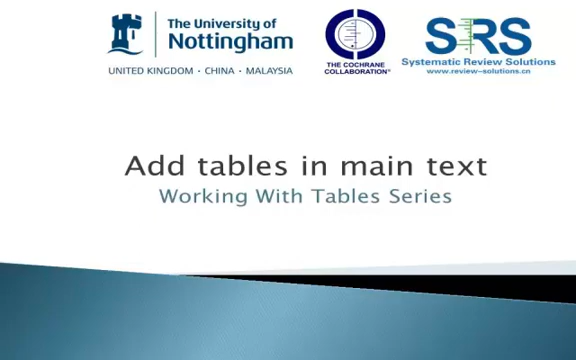 The University of
Nottingham
UNITED KINGDOM · CHINA · MALAYSIA
THE COCHRANE
COLLABORATION®
SRS
Systematic Review Solutions
www.review-solutions.cn
Add tables in main text
Working With Tables Series